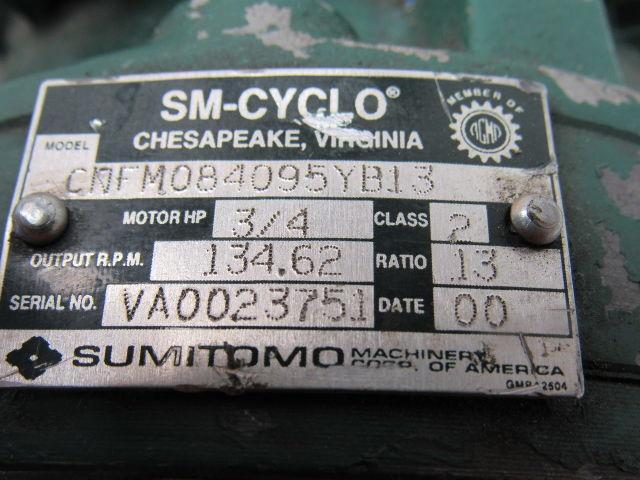 SM-CYCLO®
CHESAPEAKE, VIRGINIA
MEMBER OF
AGMA
MODEL CNFM084095YB13
MOTOR HP 3/4 CLASS 2
OUTPUT R.P.M. 134.62 RATIO 13
SERIAL NO. VA0023751 DATE 00
SUMITOMO MACHINERY
CORP. OF AMERICA